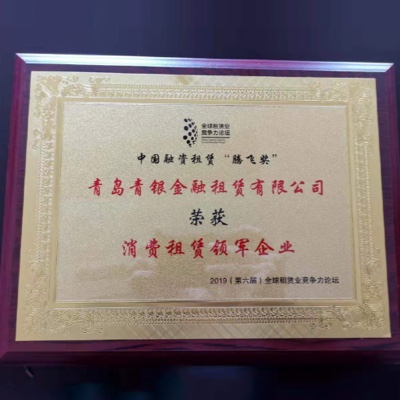 全球租赁业
竞争力论坛
中国融资租赁“腾飞奖”
青岛青银金融租赁有限公司
荣获
消费租赁领军企业
2019（第六届）全球租赁业竞争力论坛